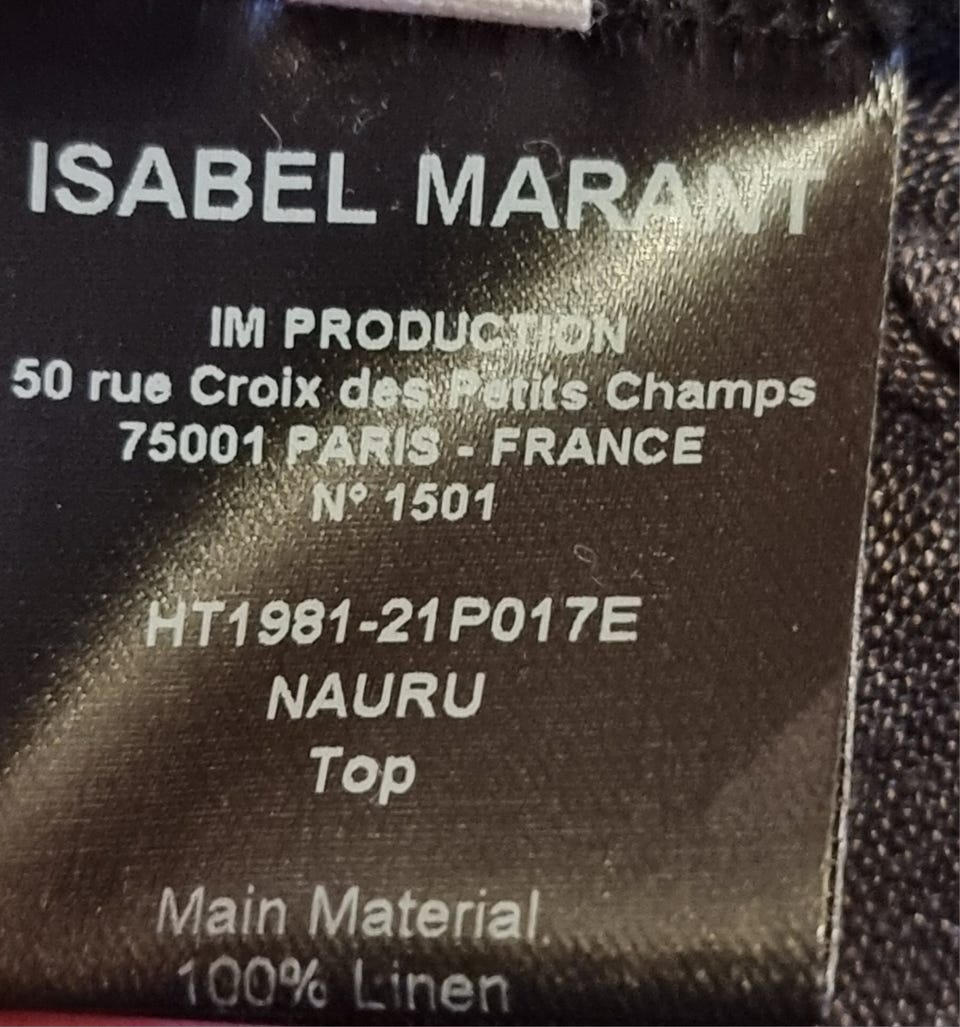 ISABEL MARANT
IM PRODUCTION
50 rue Croix des Petits Champs
75001 PARIS - FRANCE
N° 1501
HT1981-21P017E
NAURU
Top
Main Material
100% Linen